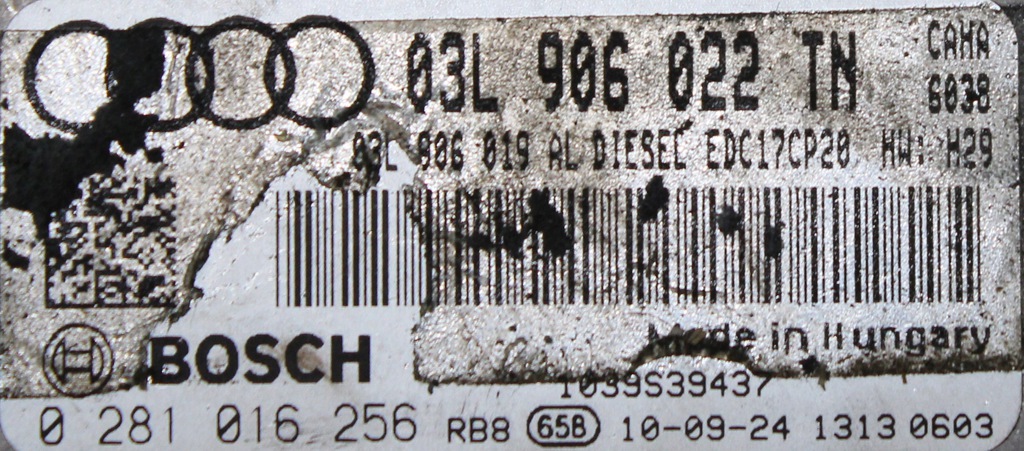 03L 906 022 TN CAHA
6038
03L 906 019 AL DIESEL EDC17CP20 HW: H29
Made in Hungary
BOSCH
1039S39437
0 281 016 256 RB8 65B 10-09-24 1313 0603